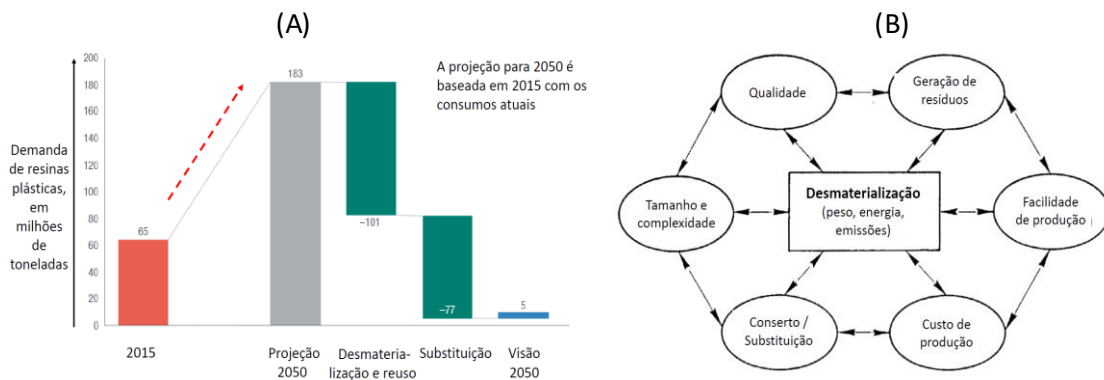 (A)
200
180
160
140
120
100
80
60
40
20
0
Demanda
de resinas
plásticas,
em
milhões
de
toneladas
65
183
–101
–77
5
A projeção para 2050 é
baseada em 2015 com os
consumos atuais
2015
Projeção
2050
Desmateria-
lização e reuso
Substituição
Visão
2050
(B)
Qualidade
Geração de
resíduos
Tamanho e
complexidade
Desmaterialização
(peso, energia,
emissões)
Facilidade
de produção
Conserto /
Substituição
Custo de
produção